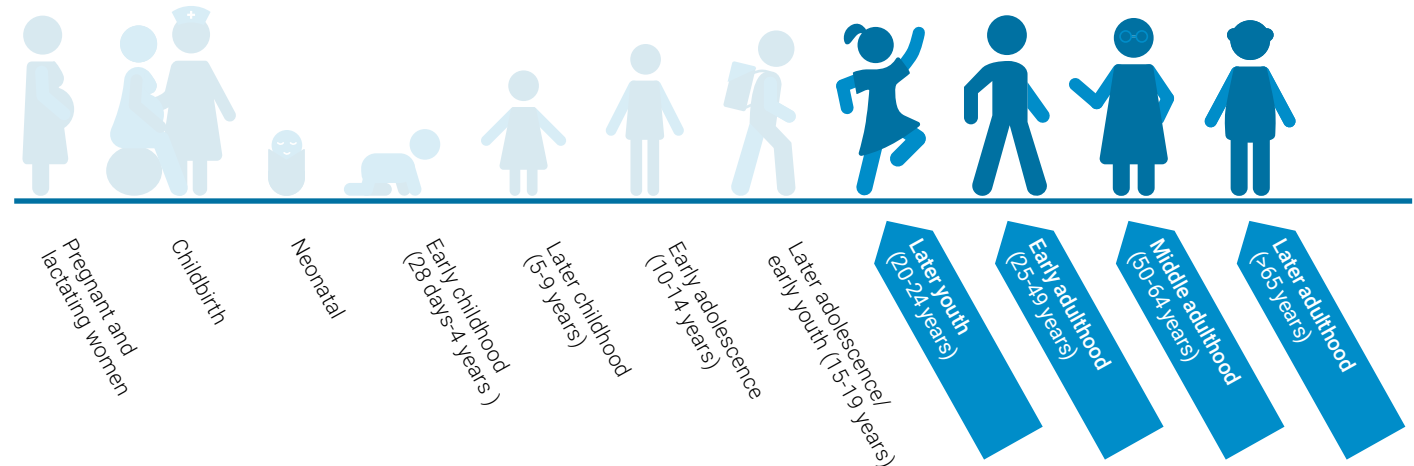 Pregnant and
lactating women
Childbirth
Neonatal
Early childhood
(28 days-4 years )
Later childhood
(5-9 years)
Early adolescence
(10-14 years)
Later adolescence/
early youth (15-19 years)
Later youth
(20-24 years)
Early adulthood
(25-49 years)
Middle adulthood
(50-64 years)
Later adulthood
(>65 years)